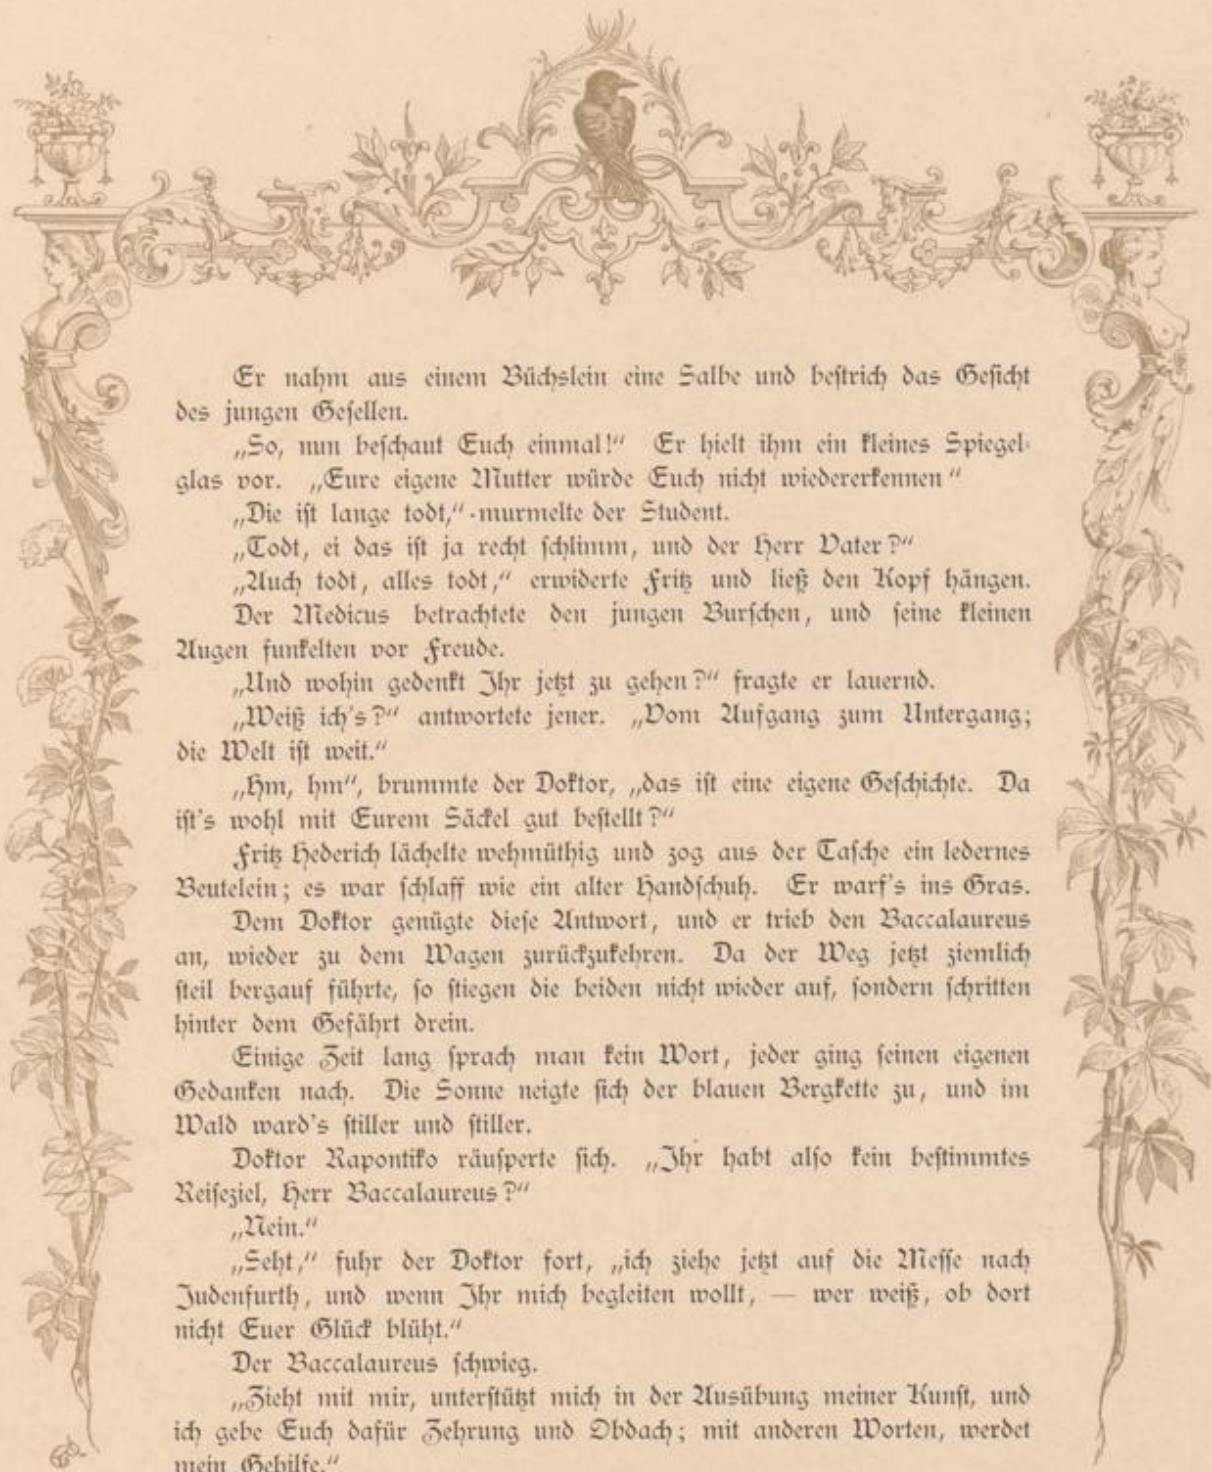 Er nahm aus einem Büchslein eine Salbe und bestrich das Gesicht
des jungen Gesellen.
„So, nun beschaut Euch einmal!“ Er hielt ihm ein kleines Spiegel-
glas vor. „Eure eigene Mutter würde Euch nicht wiedererkennen“
„Die ist lange todt,“ murmelte der Student.
„Todt, ei das ist ja recht schlimm, und der Herr Vater?“
„Auch todt, alles todt,“ erwiderte Fritz und ließ den Kopf hängen.
Der Medicus betrachtete den jungen Burschen, und seine kleinen
Augen funkelten vor Freude.
„Und wohin gedenkt Ihr jetzt zu gehen?“ fragte er lauernd.
„Weiß ich's?“ antwortete jener. „Vom Aufgang zum Untergang;
die Welt ist weit.“
„Hm, hm“, brummte der Doktor, „das ist eine eigene Geschichte. Da
ist's wohl mit Eurem Säckel gut bestellt?“
Fritz Hederich lächelte wehmüthig und zog aus der Tasche ein ledernes
Beutelein; es war schlaff wie ein alter Handschuh. Er warf's ins Gras.
Dem Doktor genügte diese Antwort, und er trieb den Baccalaureus
an, wieder zu dem Wagen zurückzukehren. Da der Weg jetzt ziemlich
steil bergauf führte, so stiegen die beiden nicht wieder auf, sondern schritten
hinter dem Gefährt drein.
Einige Zeit lang sprach man kein Wort, jeder ging seinen eigenen
Gedanken nach. Die Sonne neigte sich der blauen Bergkette zu, und im
Wald ward's stiller und stiller.
Doktor Rapontiko räusperte sich. „Ihr habt also kein bestimmtes
Reiseziel, Herr Baccalaureus?“
„Nein.“
„Seht,“ fuhr der Doktor fort, „ich ziehe jetzt auf die Messe nach
Judenfurth, und wenn Ihr mich begleiten wollt, — wer weiß, ob dort
nicht Euer Glück blüht.“
Der Baccalaureus schwieg.
„Zieht mit mir, unterstützt mich in der Ausübung meiner Kunst, und
ich gebe Euch dafür Zehrung und Obdach; mit anderen Worten, werdet
mein Gehilfe.“